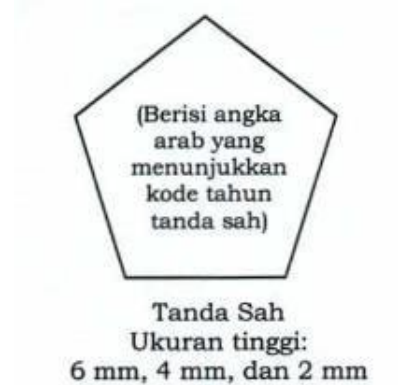 (Berisi angka
arab yang
menunjukkan
kode tahun
tanda sah)
Tanda Sah
Ukuran tinggi:
6 mm, 4 mm, dan 2 mm